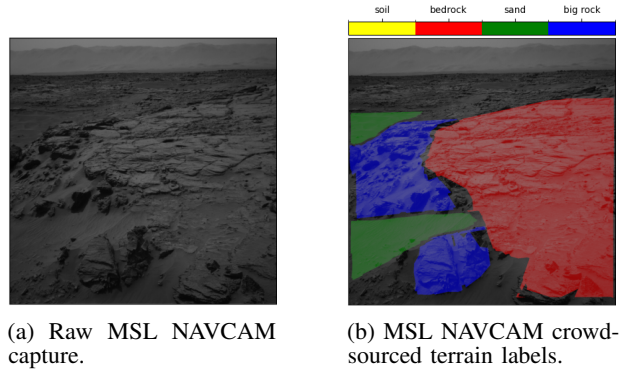 soil bedrock sand big rock
(a) Raw MSL NAVCAM
capture.
(b) MSL NAVCAM crowd-
sourced terrain labels.